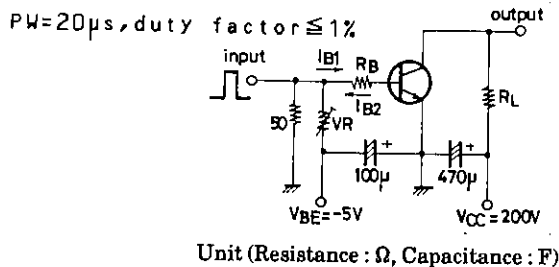 PW=20μs, duty factor≦1%
output
input
IB1
RB
IB2
50
VR
RL
100μ
470μ
VBE=-5V
VCC=200V
Unit (Resistance : Ω, Capacitance : F)